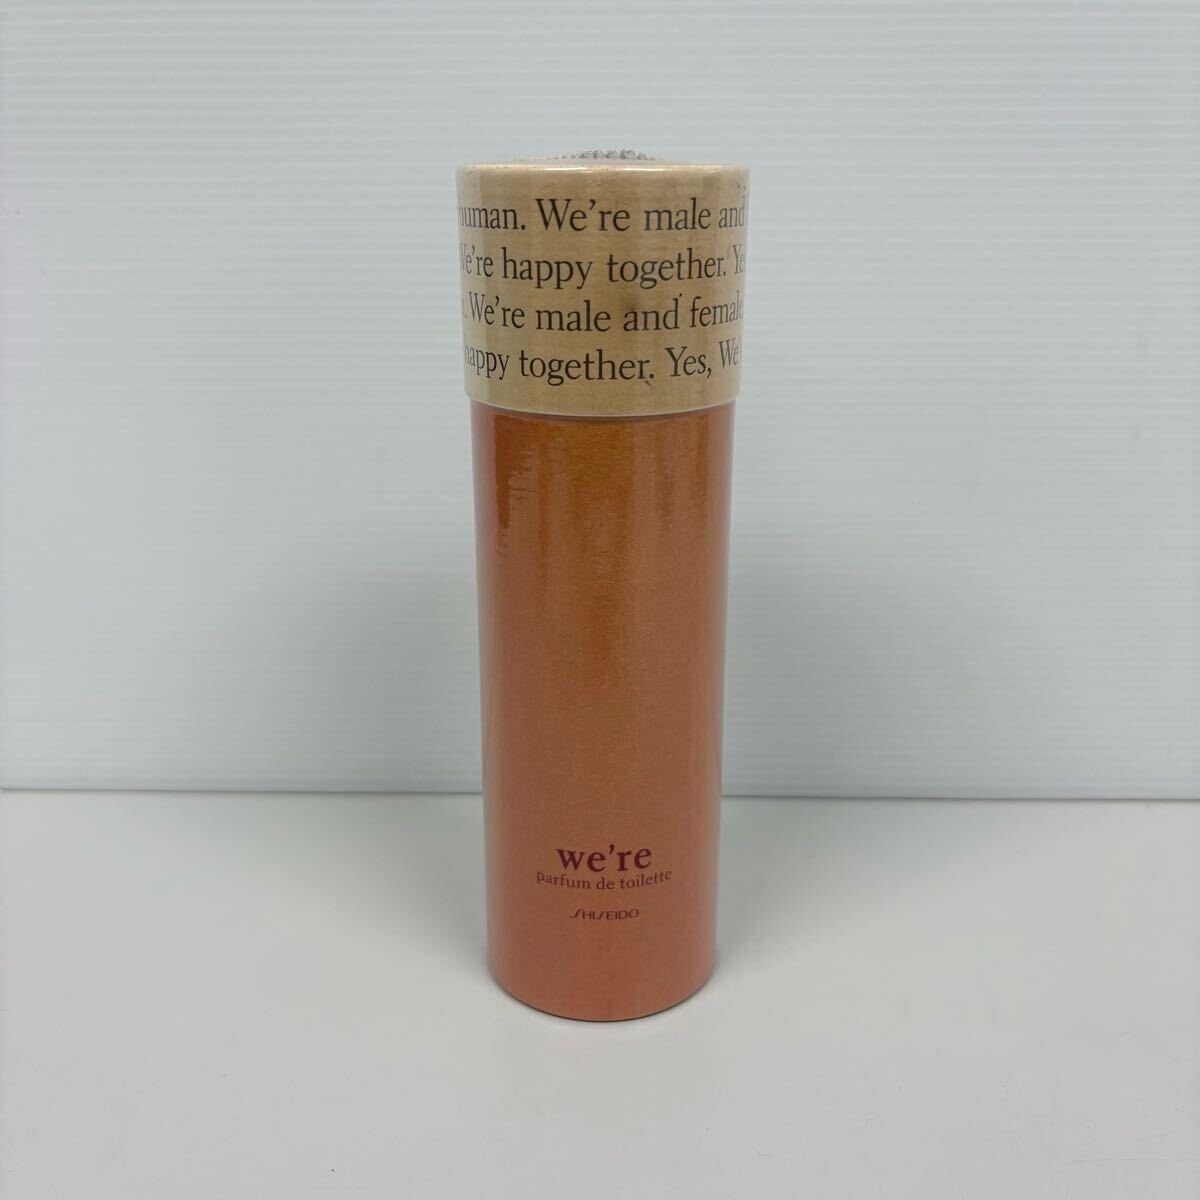 human. We're male and
We're happy together. Ye
. We're male and female.
happy together. Yes, We
we're
parfum de toilette
SHISEIDO